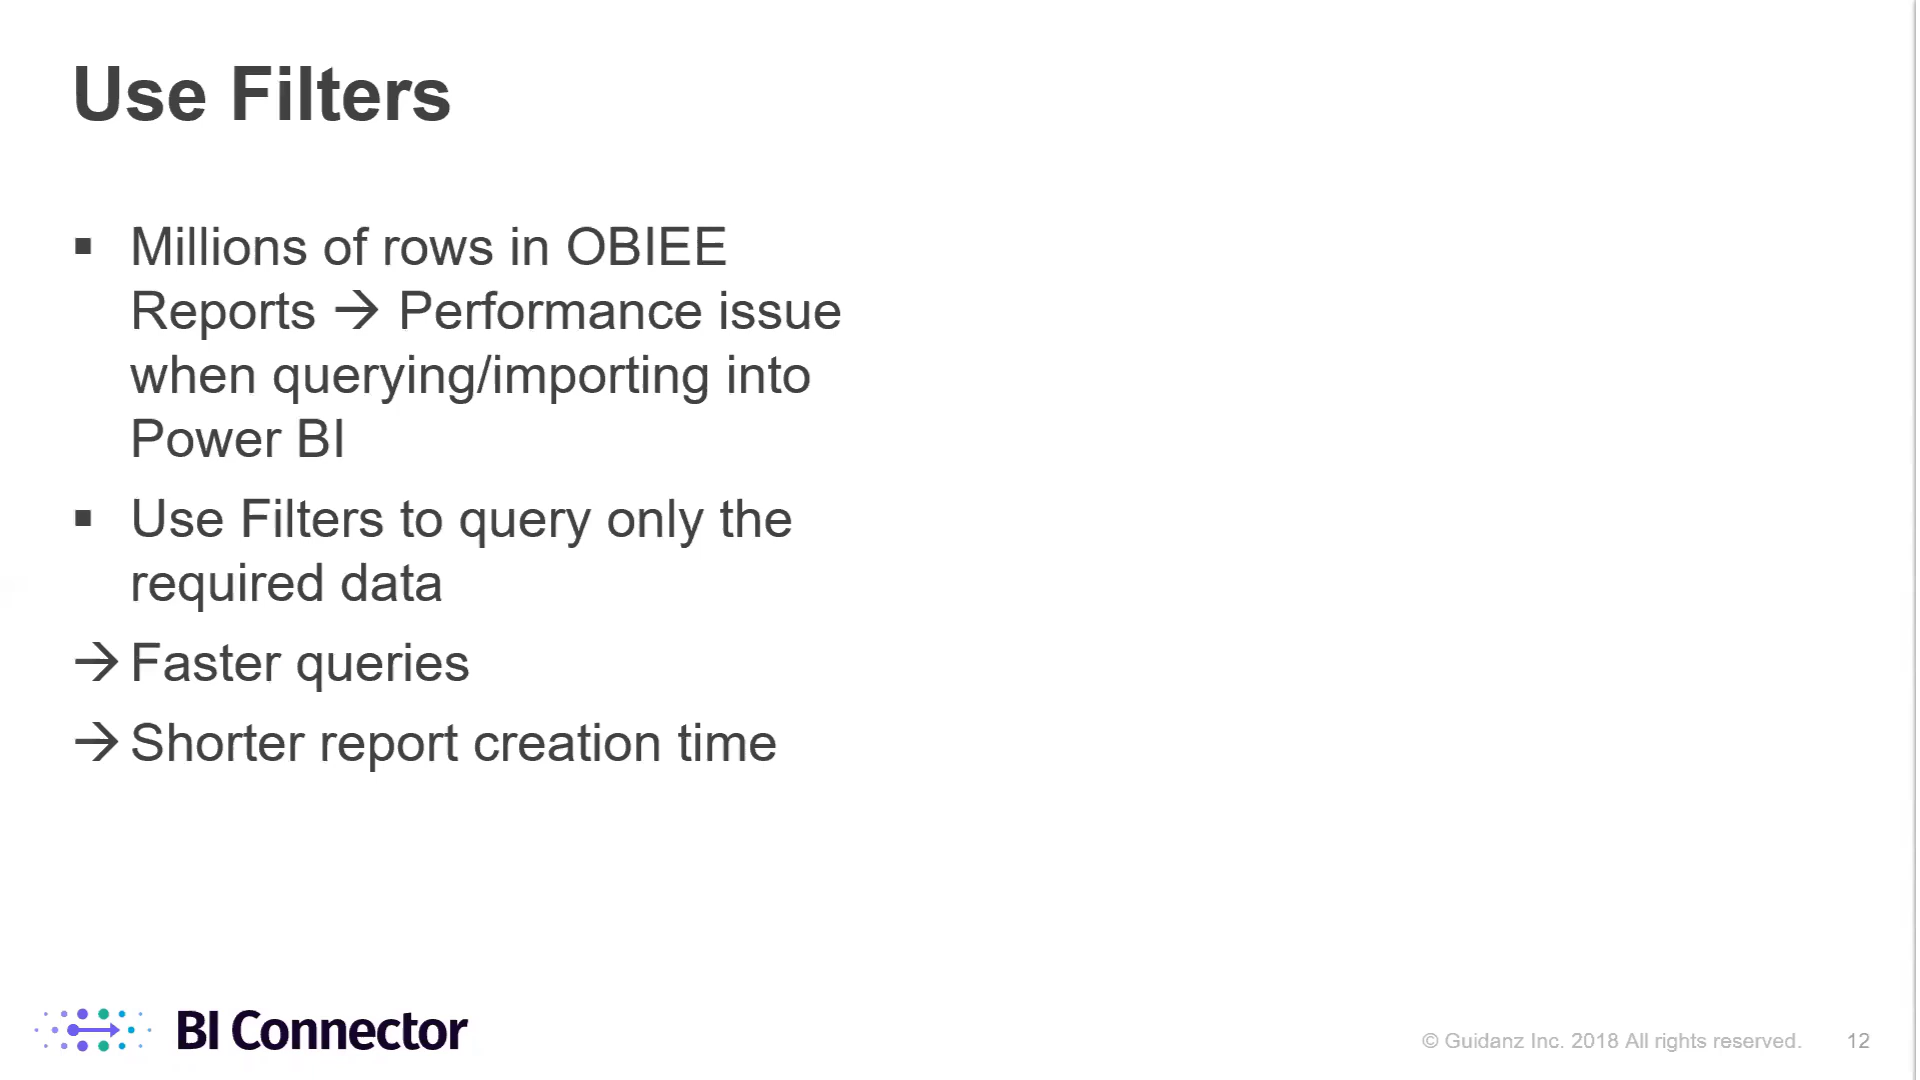 Use Filters
▪ Millions of rows in OBIEE
Reports → Performance issue
when querying/importing into
Power BI
▪ Use Filters to query only the
required data
→ Faster queries
→ Shorter report creation time
BI Connector
© Guidanz Inc. 2018 All rights reserved. 12